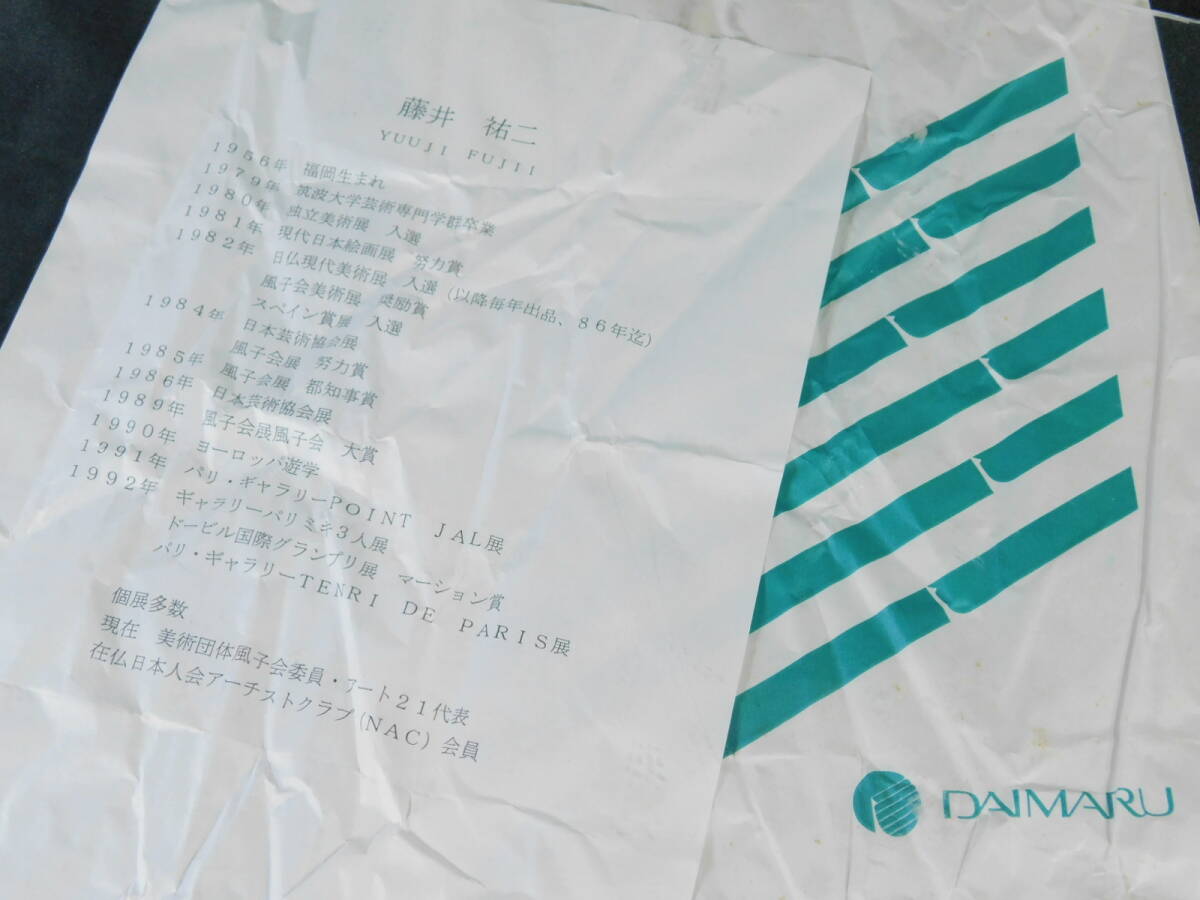 藤井　祐二
YUUJI FUJII
1956年　福岡生まれ
1979年　筑波大学芸術専門学群卒業
1980年　独立美術展　入選
1981年　現代日本絵画展　努力賞
1982年　日仏現代美術展　入選（以降毎年出品、86年迄）
風子会美術展　奨励賞
スペイン賞展　入選
1984年　日本芸術協会展
風子会展　努力賞
1985年　風子会展　都知事賞
1986年　日本芸術協会展
1989年　風子会展風子会　大賞
1990年　ヨーロッパ遊学
1991年　パリ・ギャラリーPOINT JAL展
1992年　ギャラリーパリミキ3人展
ドービル国際グランプリ展　マーション賞
パリ・ギャラリーTENRI DE PARIS展
個展多数
現在　美術団体風子会委員・アート21代表
在仏日本人会アーチストクラブ(NAC) 会員
DAIMARU